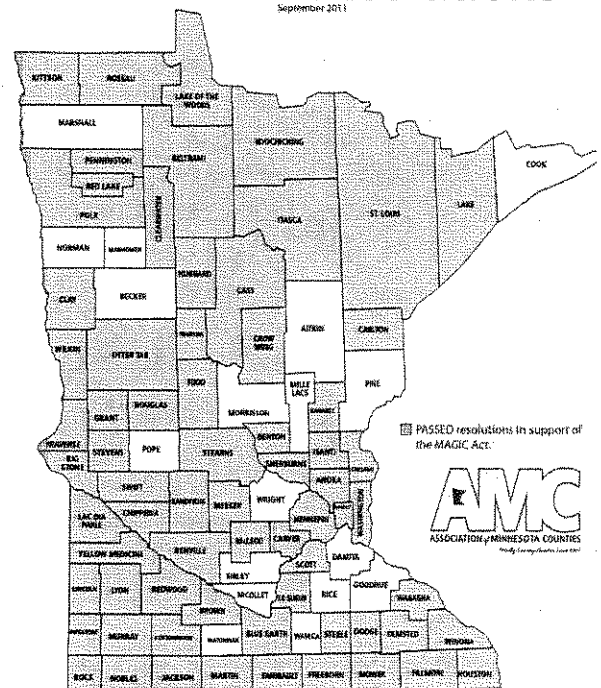 September 2011
KITTSON
ROSEAU
LAKE OF THE
WOODS
MARSHALL
KOOCHICHING
PENNINGTON
BELTRAMI
COOK
RED LAKE
POLK
CLEARWATER
ITASCA
ST. LOUIS
LAKE
NORMAN
MAHNOMEN
HUBBARD
CASS
CLAY
BECKER
AITKIN
CARLTON
CROW
WING
WILKIN
OTTER TAIL
TODD
MILLE
LACS
PINE
GRANT
DOUGLAS
MORRISON
KANABEC
BENTON
TRAVERSE
BIG
STONE
STEVENS
POPE
STEARNS
ISANTI
SHERBURNE
ANOKA
PASSED resolutions in support of
the MAGIC Act.
SWIFT
KANDIYOHI
MEEKER
WRIGHT
WASHINGTON
LAC QUI
PARLE
CHIPPEWA
HENNEPIN
MCLEOD
CARVER
AMC
ASSOCIATION of MINNESOTA COUNTIES
YELLOW MEDICINE
RENVILLE
SCOTT
DAKOTA
SIBLEY
LINCOLN
LYON
REDWOOD
NICOLLET
LE SUEUR
RICE
GOODHUE
WABASHA
BROWN
MURRAY
COTTONWOOD
WATONWAN
BLUE EARTH
WASECA
STEELE
DODGE
OLMSTED
WINONA
ROCK
NOBLES
JACKSON
MARTIN
FARIBAULT
FREEBORN
MOWER
FILLMORE
HOUSTON